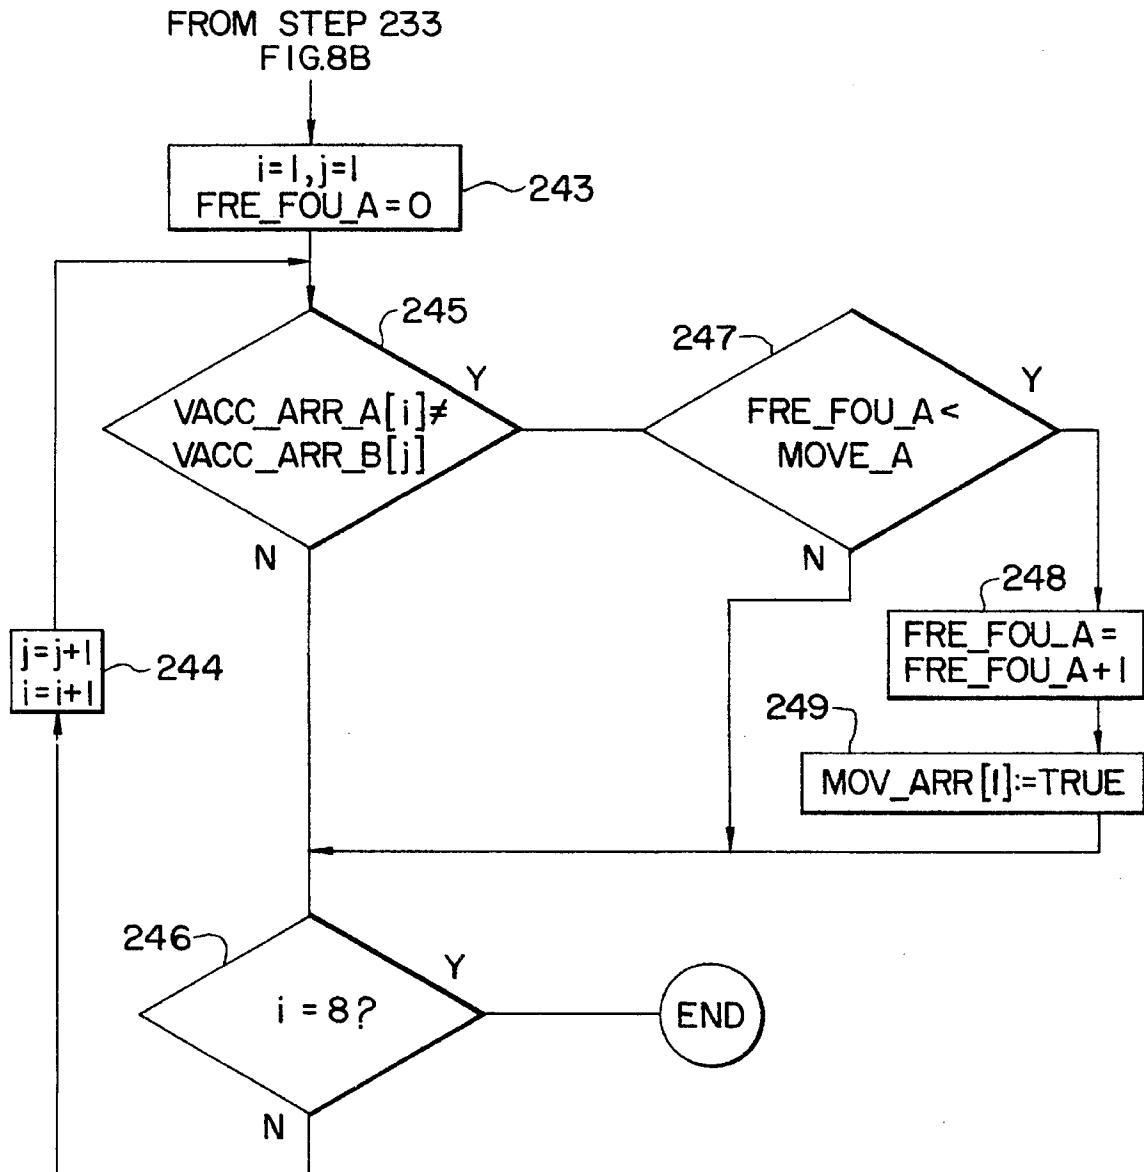 FROM STEP 233
FIG.8B
i=1, j=1
FRE_FOU_A=0
243
245
VACC_ARR_A[i]≠
VACC_ARR_B[j]
Y
N
247
FRE_FOU_A<
MOVE_A
Y
N
248
FRE_FOU_A=
FRE_FOU_A+1
249
MOV_ARR[1]:=TRUE
j=j+1
i=i+1
244
246
i = 8?
Y
N
END